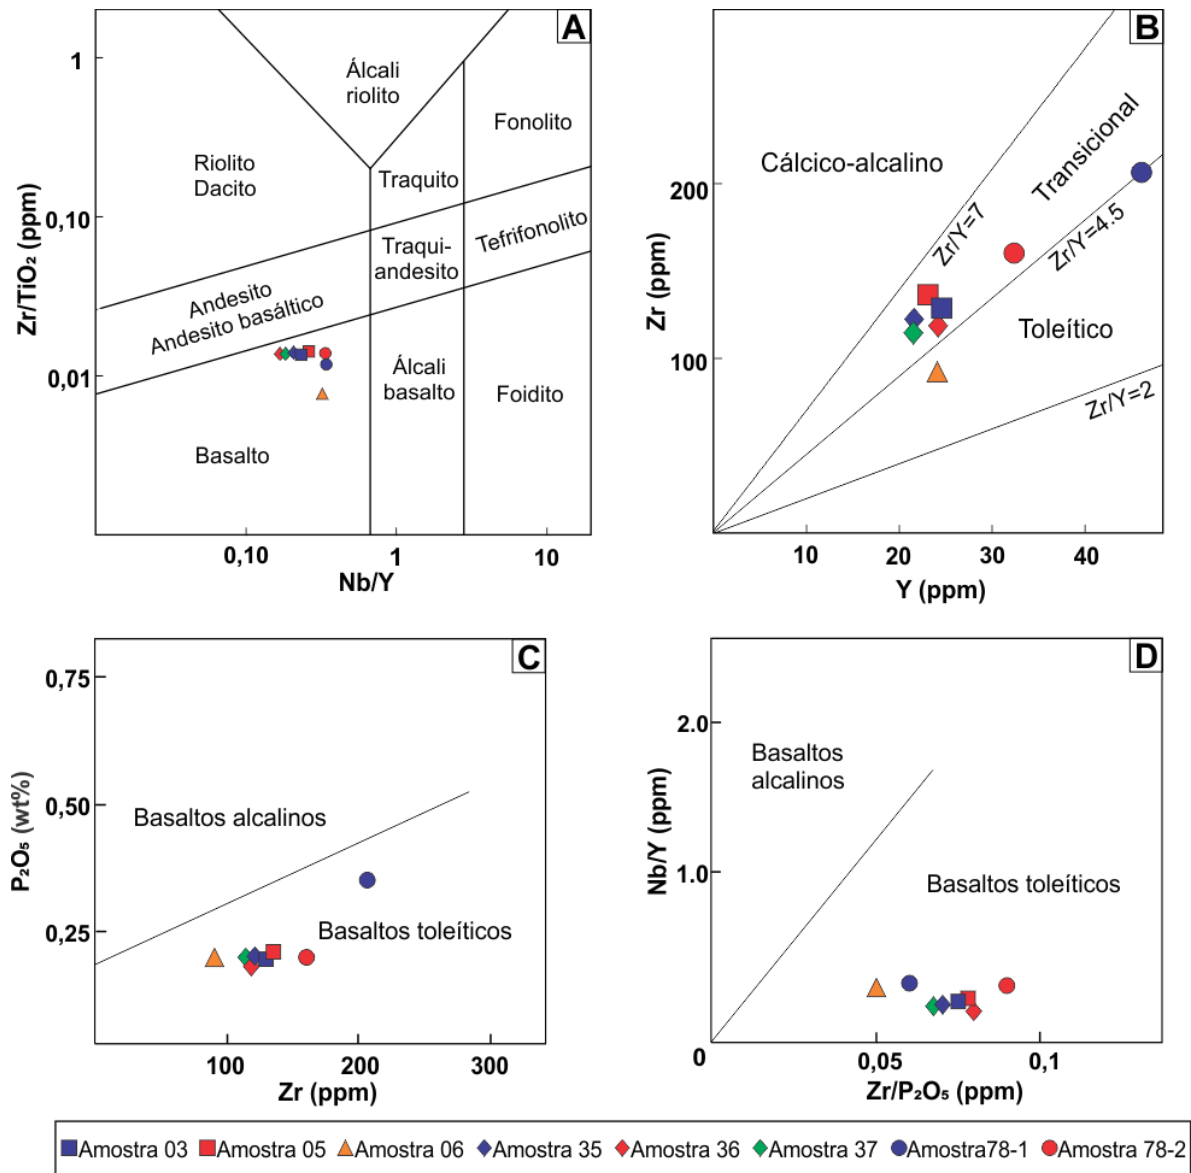 A
1
0,10
0,01
Zr/TiO₂ (ppm)
Álcali
riolito
Fonolito
Riolito
Dacito
Traquito
Traqui-
andesito
Tefrifonolito
Andesito
Andesito basáltico
Álcali
basalto
Foidito
Basalto
0,10
1
10
Nb/Y
B
200
100
Zr (ppm)
Cálcico-alcalino
Transicional
Zr/Y=7
Zr/Y=4.5
Toleítico
Zr/Y=2
10
20
30
40
Y (ppm)
C
0,75
0,50
0,25
P₂O₅ (wt%)
Basaltos alcalinos
Basaltos toleíticos
100
200
300
Zr (ppm)
D
2.0
1.0
0
Nb/Y (ppm)
Basaltos
alcalinos
Basaltos toleíticos
0,05
0,1
Zr/P₂O₅ (ppm)
Amostra 03 Amostra 05 Amostra 06 Amostra 35 Amostra 36 Amostra 37 Amostra78-1 Amostra 78-2